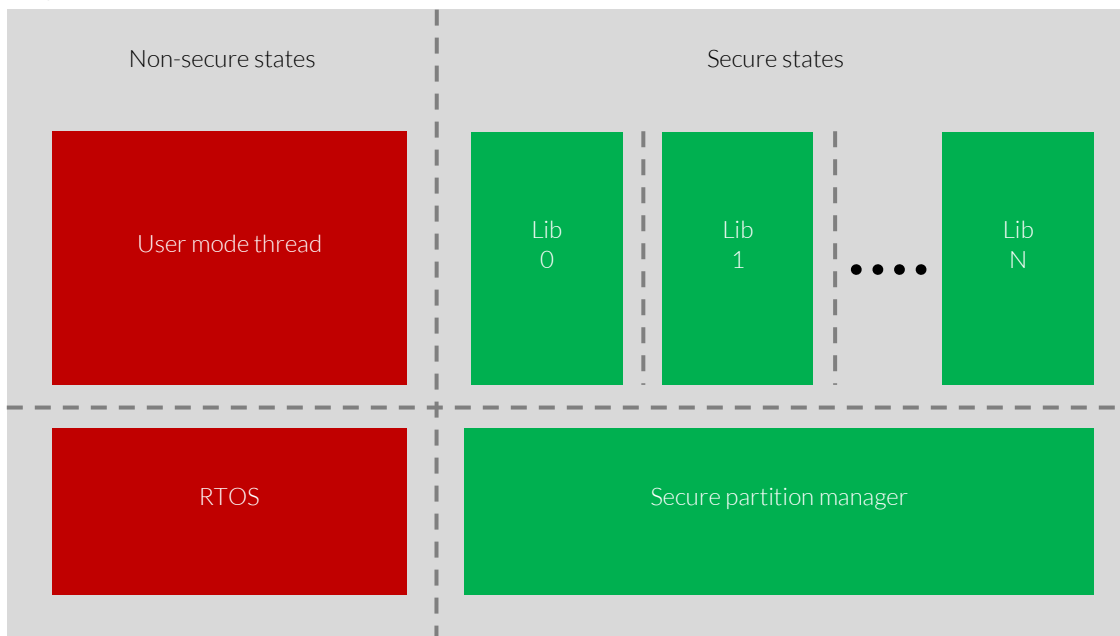 Non-secure states
Secure states
User mode thread
Lib
0
Lib
1
Lib
N
RTOS
Secure partition manager